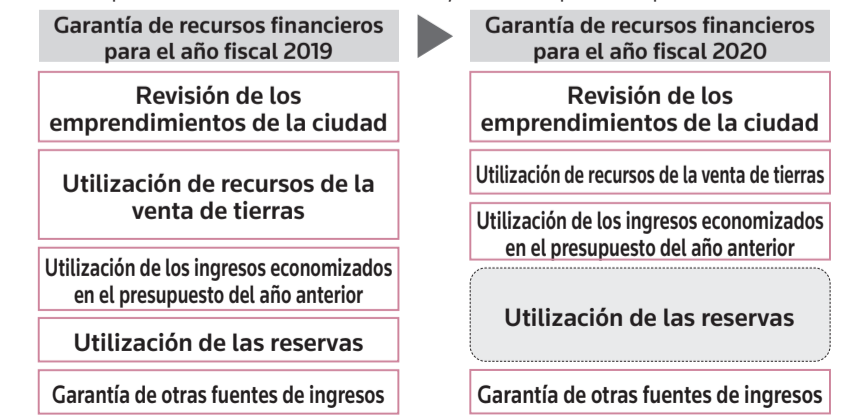 Garantía de recursos financieros
para el año fiscal 2019
Revisión de los
emprendimientos de la ciudad
Utilización de recursos de la
venta de tierras
Utilización de los ingresos economizados
en el presupuesto del año anterior
Utilización de las reservas
Garantía de otras fuentes de ingresos
Garantía de recursos financieros
para el año fiscal 2020
Revisión de los
emprendimientos de la ciudad
Utilización de recursos de la venta de tierras
Utilización de los ingresos economizados
en el presupuesto del año anterior
Utilización de las reservas
Garantía de otras fuentes de ingresos